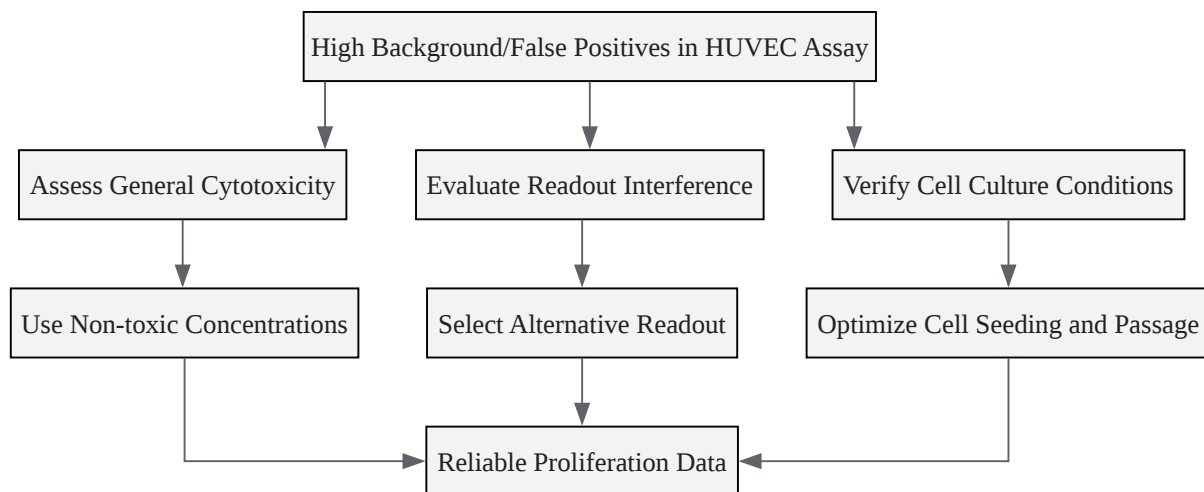 High Background/False Positives in HUVEC Assay
Assess General Cytotoxicity
Evaluate Readout Interference
Verify Cell Culture Conditions
Use Non-toxic Concentrations
Select Alternative Readout
Optimize Cell Seeding and Passage
Reliable Proliferation Data